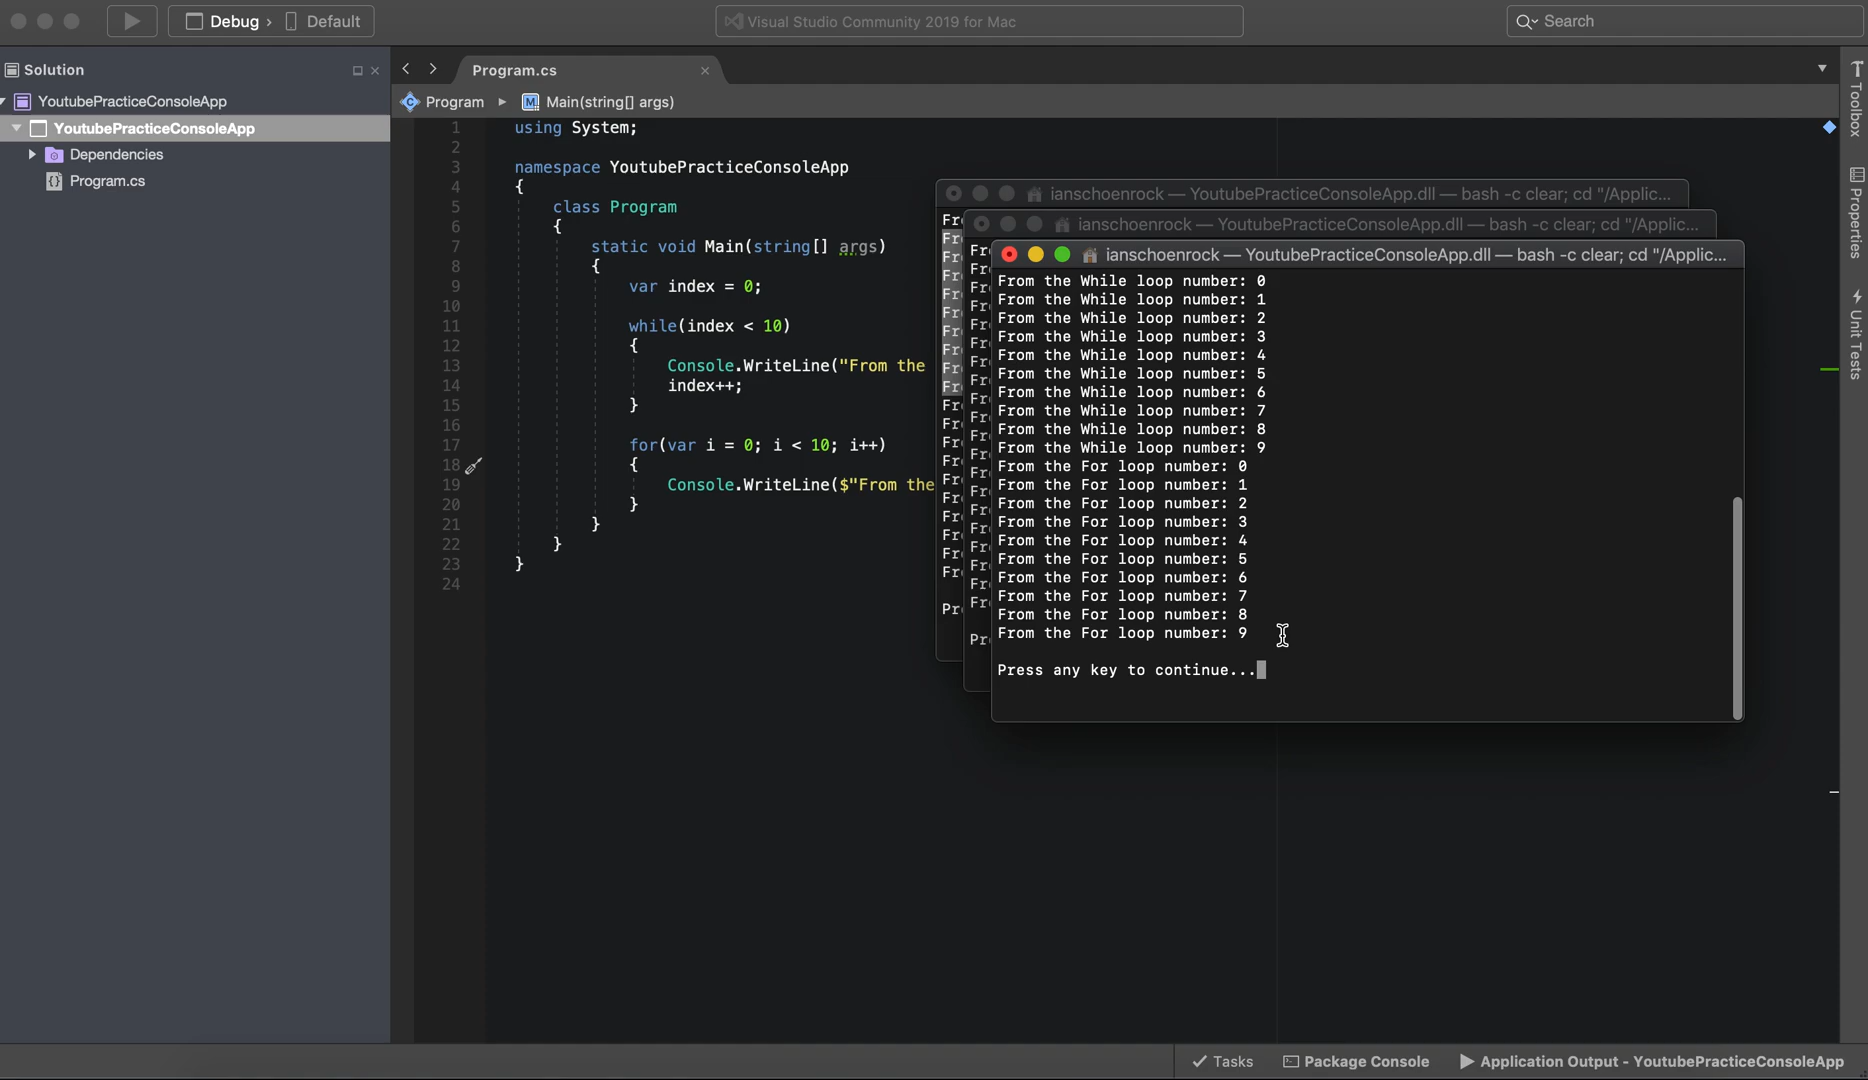 Debug › Default
Visual Studio Community 2019 for Mac
Search
Solution
YoutubePracticeConsoleApp
YoutubePracticeConsoleApp
Dependencies
Program.cs
Program.cs
Program
Main(string[] args)
1 using System;
2
3 namespace YoutubePracticeConsoleApp
4 {
5 class Program
6 {
7 static void Main(string[] args)
8 {
9 var index = 0;
10
11 while(index < 10)
12 {
13 Console.WriteLine("From the
14 index++;
15 }
16
17 for(var i = 0; i < 10; i++)
18 {
19 Console.WriteLine($"From the
20 }
21 }
22 }
23 }
24
ianschoenrock — YoutubePracticeConsoleApp.dll — bash -c clear; cd "/Applic...
ianschoenrock — YoutubePracticeConsoleApp.dll — bash -c clear; cd "/Applic...
ianschoenrock — YoutubePracticeConsoleApp.dll — bash -c clear; cd "/Applic...
From the While loop number: 0
From the While loop number: 1
From the While loop number: 2
From the While loop number: 3
From the While loop number: 4
From the While loop number: 5
From the While loop number: 6
From the While loop number: 7
From the While loop number: 8
From the While loop number: 9
From the For loop number: 0
From the For loop number: 1
From the For loop number: 2
From the For loop number: 3
From the For loop number: 4
From the For loop number: 5
From the For loop number: 6
From the For loop number: 7
From the For loop number: 8
From the For loop number: 9
Press any key to continue...
Toolbox
Properties
Unit Tests
Tasks
Package Console
Application Output - YoutubePracticeConsoleApp